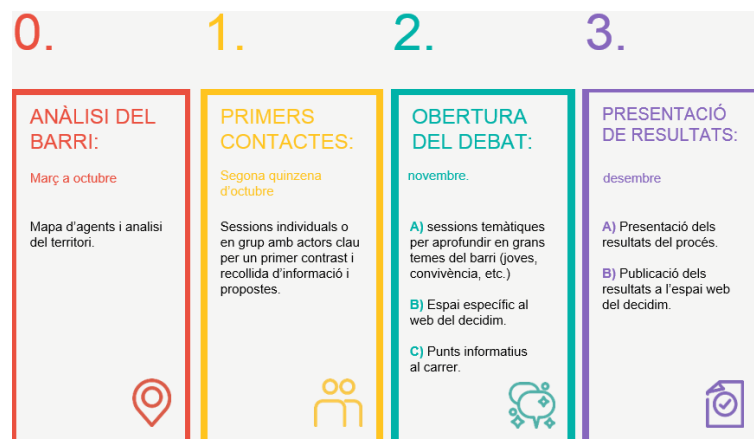 0.
ANÀLISI DEL
BARRI:
Març a octubre
Mapa d'agents i analisi
del territori.
1.
PRIMERS
CONTACTES:
Segona quinzena
d'octubre
Sessions individuals o
en grup amb actors clau
per un primer contrast i
recollida d'informació i
propostes.
2.
OBERTURA
DEL DEBAT:
novembre.
A) sessions temàtiques
per aprofundir en grans
temes del barri (joves,
convivència, etc.)
B) Espai específic al
web del decidim.
C) Punts informatius
al carrer.
3.
PRESENTACIÓ
DE RESULTATS:
desembre
A) Presentació dels
resultats del procés.
B) Publicació dels
resultats a l'espai web
del decidim.